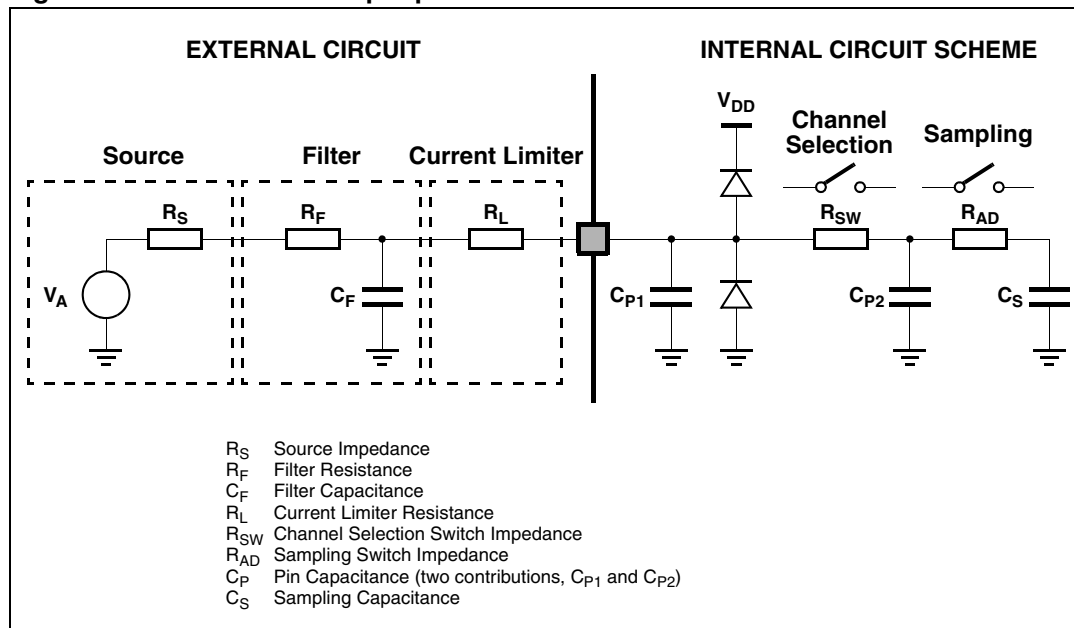 EXTERNAL CIRCUIT
INTERNAL CIRCUIT SCHEME
VDD
Channel
Selection
Sampling
Source
Filter
Current Limiter
RS
RF
RL
RSW
RAD
VA
CF
CP1
CP2
CS
RS Source Impedance
RF Filter Resistance
CF Filter Capacitance
RL Current Limiter Resistance
RSW Channel Selection Switch Impedance
RAD Sampling Switch Impedance
CP Pin Capacitance (two contributions, CP1 and CP2)
CS Sampling Capacitance